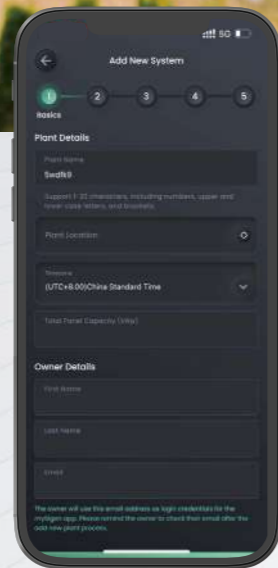 5G
Add New System
1 2 3 4 5
Basics
Plant Details
Plant Name
Swdfk9
Support 1-32 characters, including numbers, upper and
lower case letters, and brackets.
Plant Location
Timezone
(UTC+8:00)China Standard Time
Total Panel Capacity (kWp)
Owner Details
First Name
Last Name
Email
The owner will use this email address as login credentials for the
mySigen app. Please remind the owner to check their email after the
add new plant process.